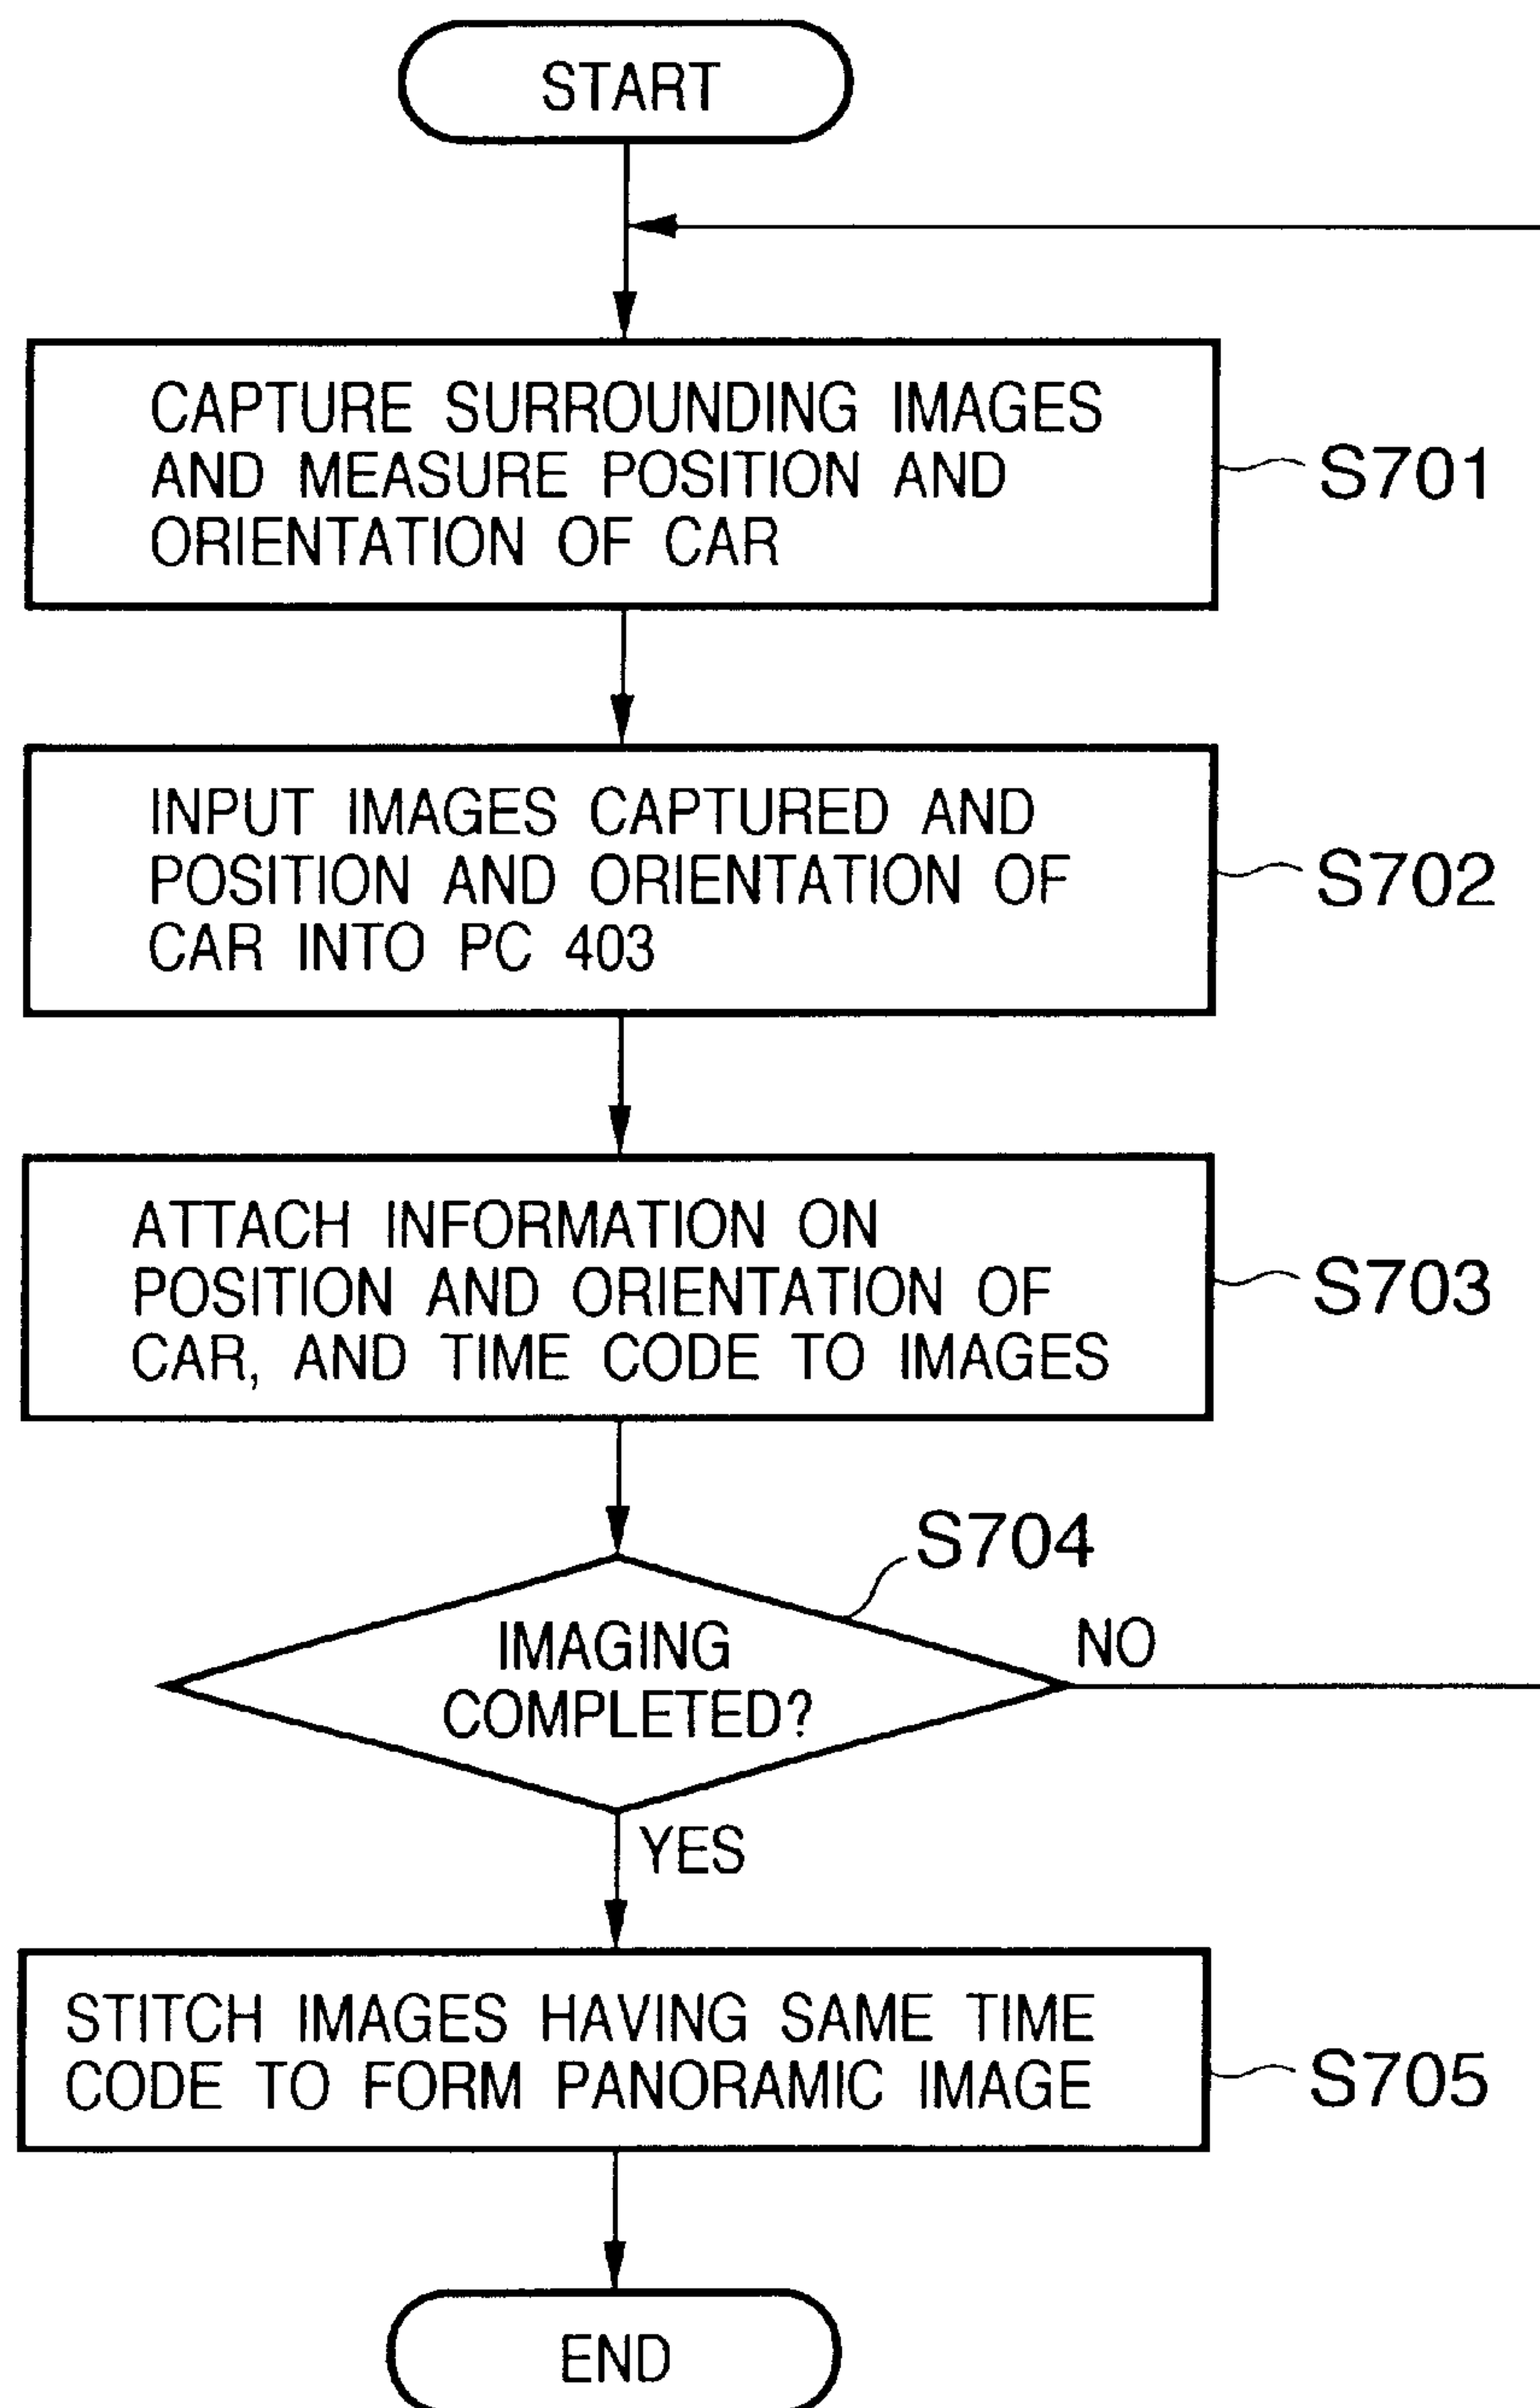 START
CAPTURE SURROUNDING IMAGES
AND MEASURE POSITION AND
ORIENTATION OF CAR
S701
INPUT IMAGES CAPTURED AND
POSITION AND ORIENTATION OF
CAR INTO PC 403
S702
ATTACH INFORMATION ON
POSITION AND ORIENTATION OF
CAR, AND TIME CODE TO IMAGES
S703
S704
IMAGING
COMPLETED?
NO
YES
STITCH IMAGES HAVING SAME TIME
CODE TO FORM PANORAMIC IMAGE
S705
END